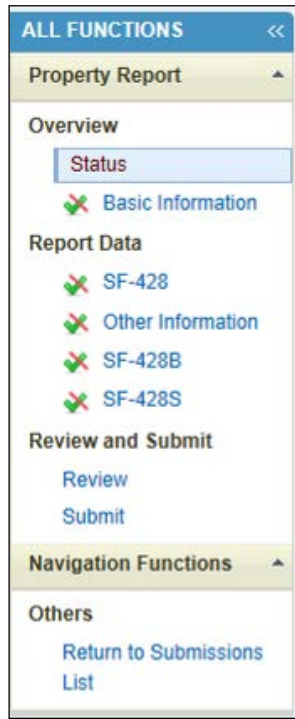 ALL FUNCTIONS «
Property Report
Overview
Status
Basic Information
Report Data
SF-428
Other Information
SF-428B
SF-428S
Review and Submit
Review
Submit
Navigation Functions
Others
Return to Submissions
List